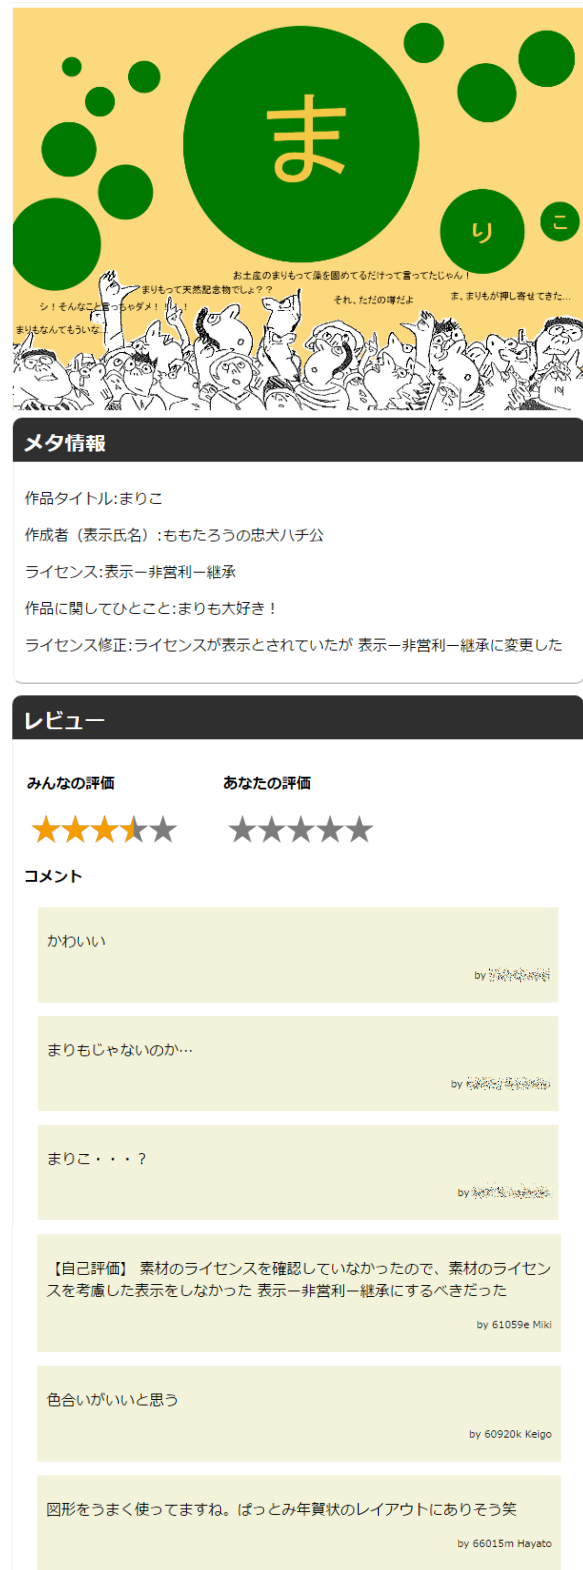 ま
り
こ
お土産のまりもって藻を固めてるだけって言ってたじゃん！
まりもって天然記念物でしょ？？
それ、ただの噂だよ
ま、まりもが押し寄せてきた…
シ！そんなこと言っちゃダメ！！！！
まりもなんてもういな
メタ情報
作品タイトル:まりこ
作成者（表示氏名）:ももたろうの忠犬ハチ公
ライセンス:表示ー非営利ー継承
作品に関してひとこと:まりも大好き！
ライセンス修正:ライセンスが表示とされていたが 表示ー非営利ー継承に変更した
レビュー
みんなの評価
あなたの評価
コメント
かわいい
by
まりもじゃないのか…
by
まりこ・・・？
by
【自己評価】 素材のライセンスを確認していなかったので、素材のライセン
スを考慮した表示をしなかった 表示ー非営利ー継承にするべきだった
by 61059e Miki
色合いがいいと思う
by 60920k Keigo
図形をうまく使ってますね。ぱっとみ年賀状のレイアウトにありそう笑
by 66015m Hayato